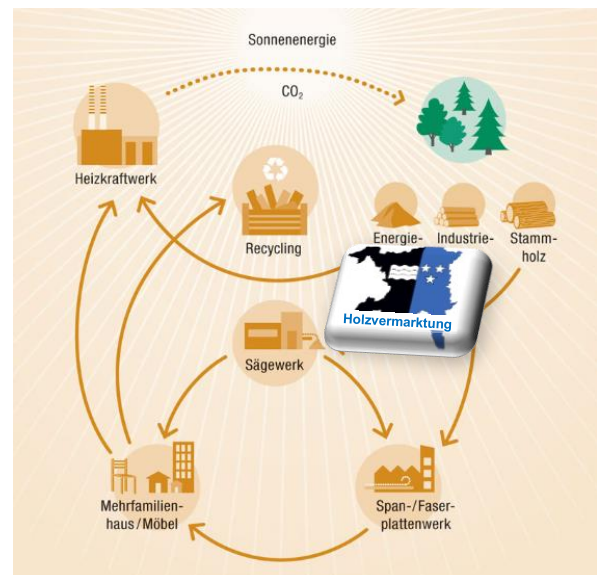 Sonnenenergie
CO₂
Heizkraftwerk
Recycling
Energie-
Industrie-
Stamm-
holz
Holzvermarktung
Sägewerk
Mehrfamilien-
haus/Möbel
Span-/Faser-
plattenwerk